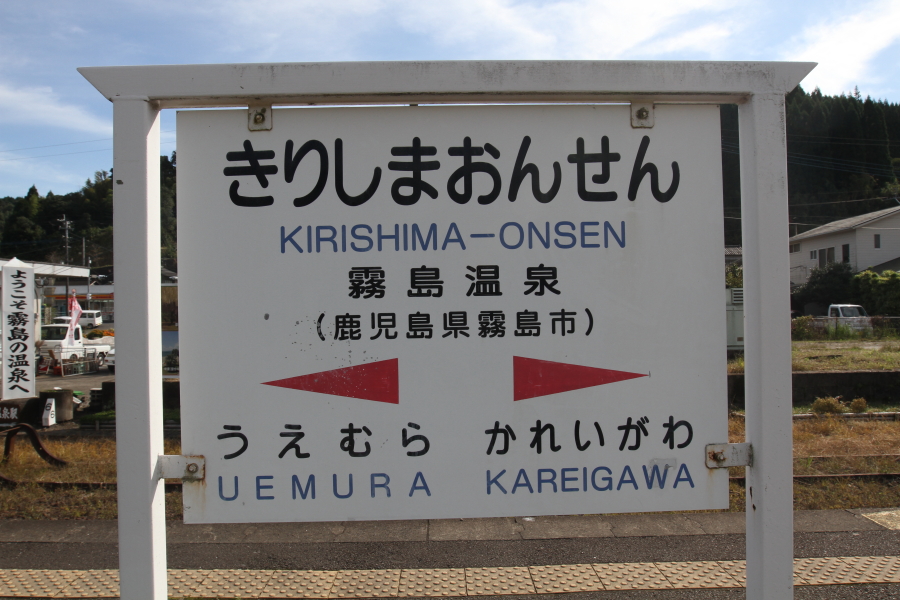 きりしまおんせん
KIRISHIMA-ONSEN
霧島温泉
(鹿児島県霧島市)
うえむら かれいがわ
UEMURA KAREIGAWA
ようこそ霧島の温泉へ